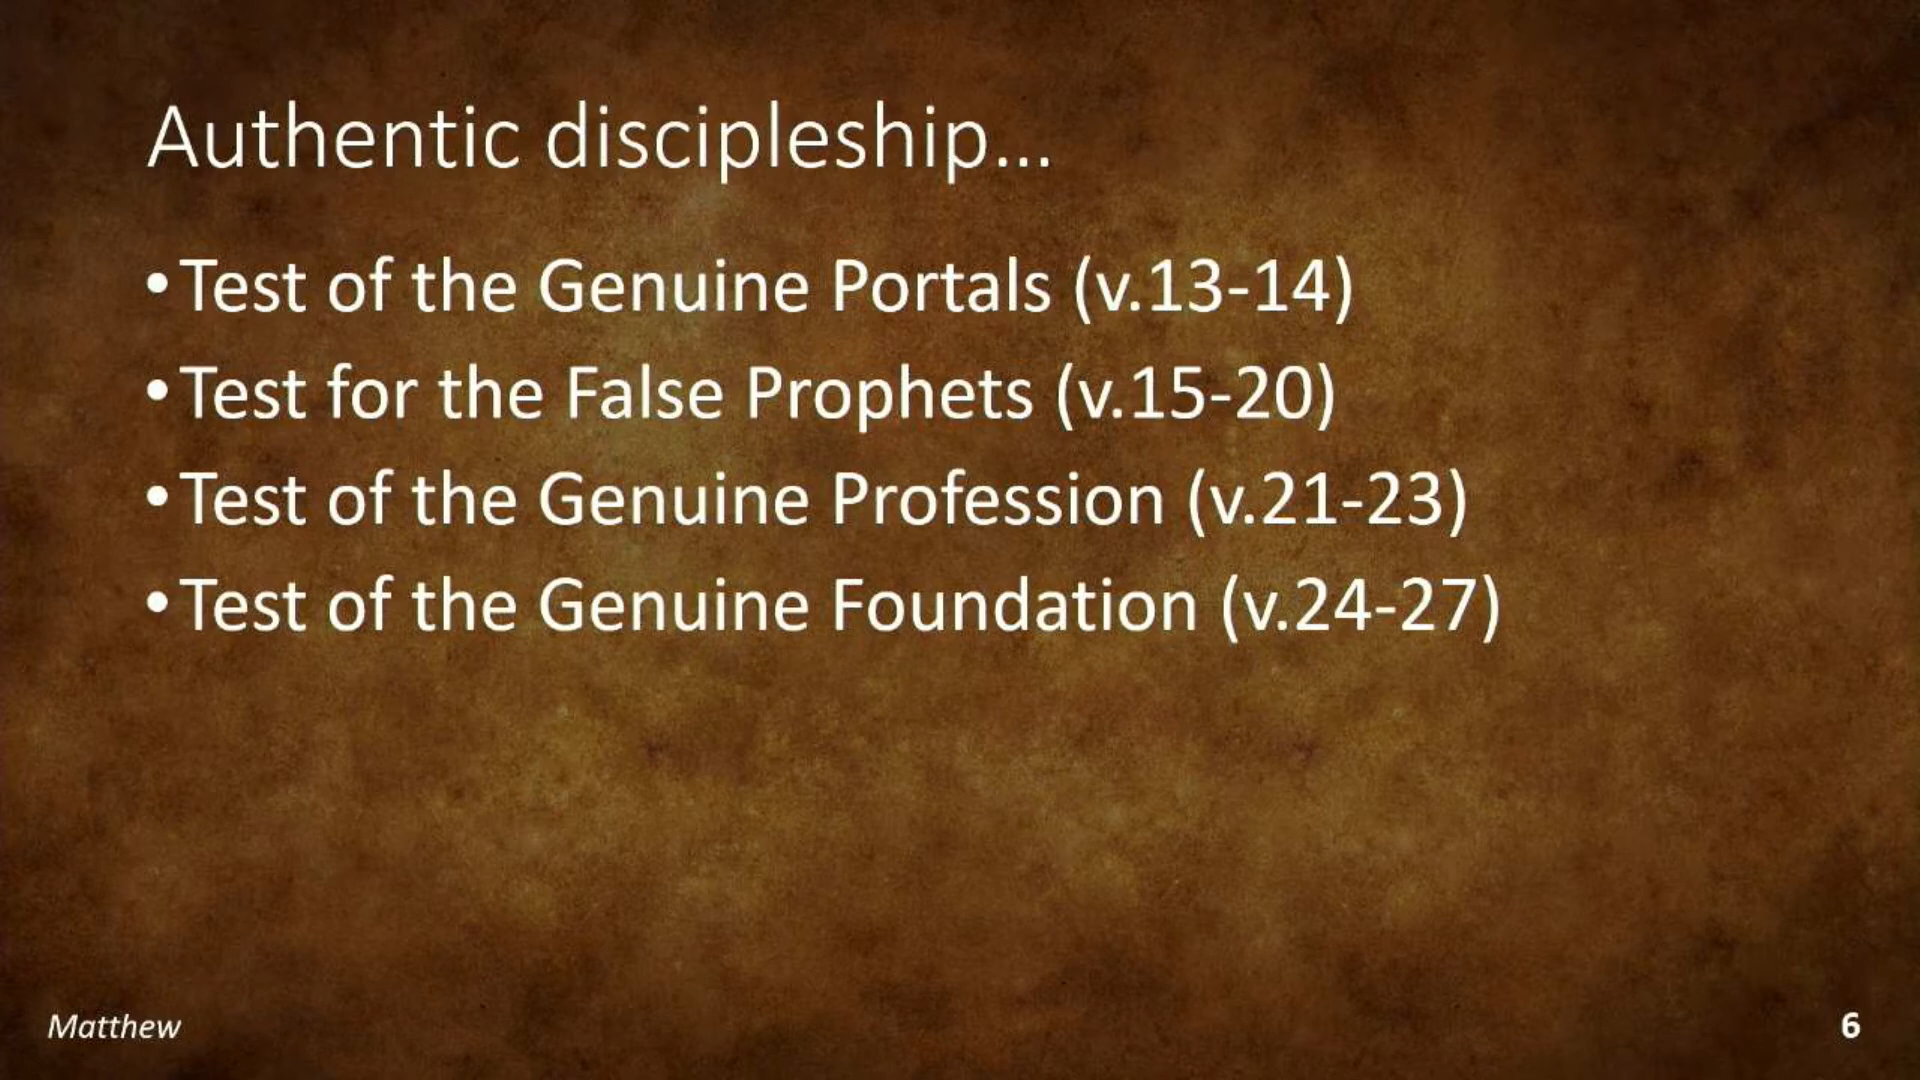 Authentic discipleship...
• Test of the Genuine Portals (v.13-14)
• Test for the False Prophets (v.15-20)
• Test of the Genuine Profession (v.21-23)
• Test of the Genuine Foundation (v.24-27)
Matthew
6